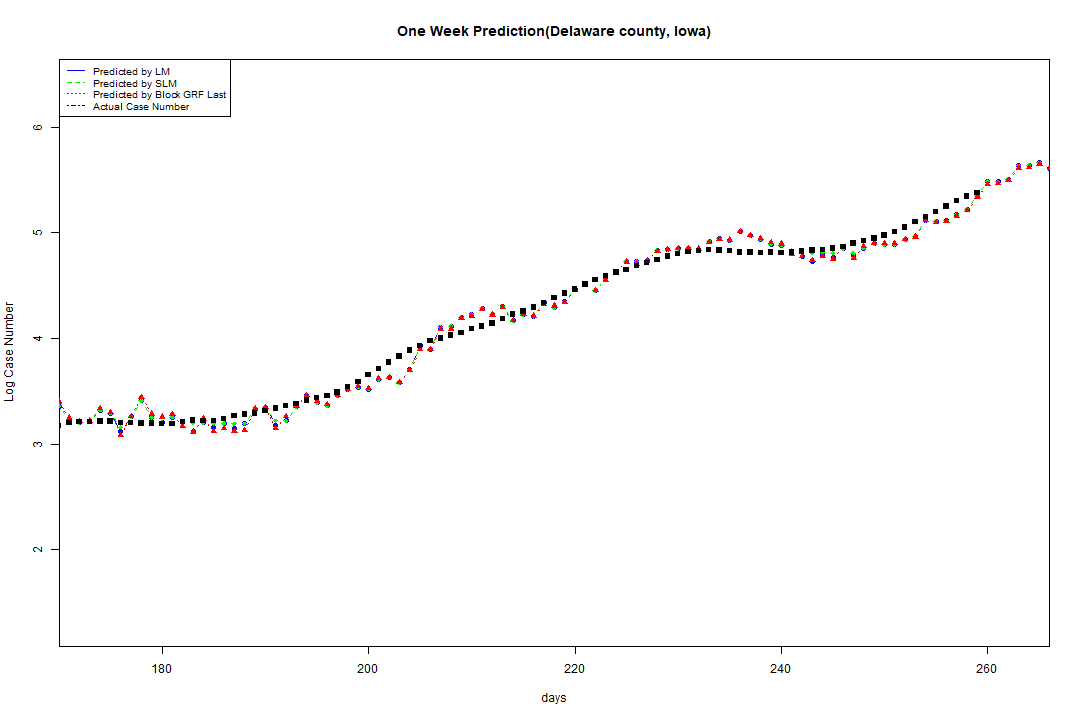 One Week Prediction(Delaware county, Iowa)
Predicted by LM
Predicted by SLM
Predicted by Block GRF Last
Actual Case Number
6
5
4
3
2
Log Case Number
180 200 220 240 260
days